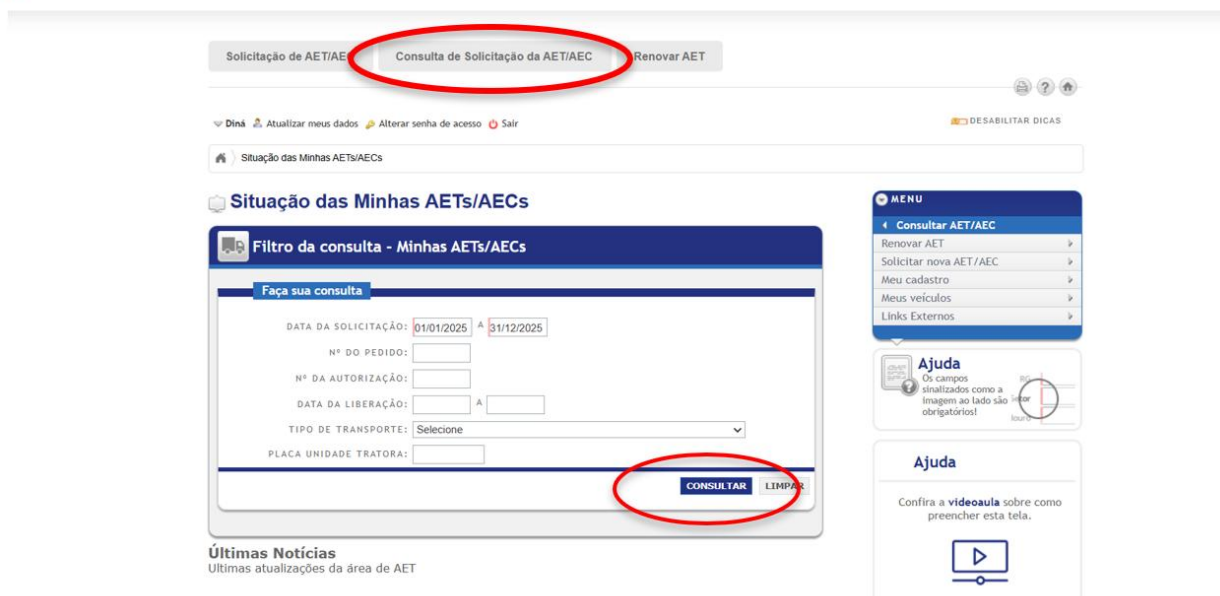 Solicitação de AET/AE
Consulta de Solicitação da AET/AEC
Renovar AET
Diná Atualizar meus dados Alterar senha de acesso Sair
DESABILITAR DICAS
Situação das Minhas AETs/AECs
Situação das Minhas AETs/AECs
Filtro da consulta - Minhas AETs/AECs
Faça sua consulta
DATA DA SOLICITAÇÃO: 01/01/2025 A 31/12/2025
Nº DO PEDIDO:
Nº DA AUTORIZAÇÃO:
DATA DA LIBERAÇÃO: A
TIPO DE TRANSPORTE: Selecione
PLACA UNIDADE TRATORA:
CONSULTAR LIMPAR
Últimas Notícias
Ultimas atualizações da área de AET
MENU
Consultar AET/AEC
Renovar AET
Solicitar nova AET/AEC
Meu cadastro
Meus veículos
Links Externos
Ajuda
Os campos
sinalizados como a
imagem ao lado são
obrigatórios!
Ajuda
Confira a videoaula sobre como
preencher esta tela.